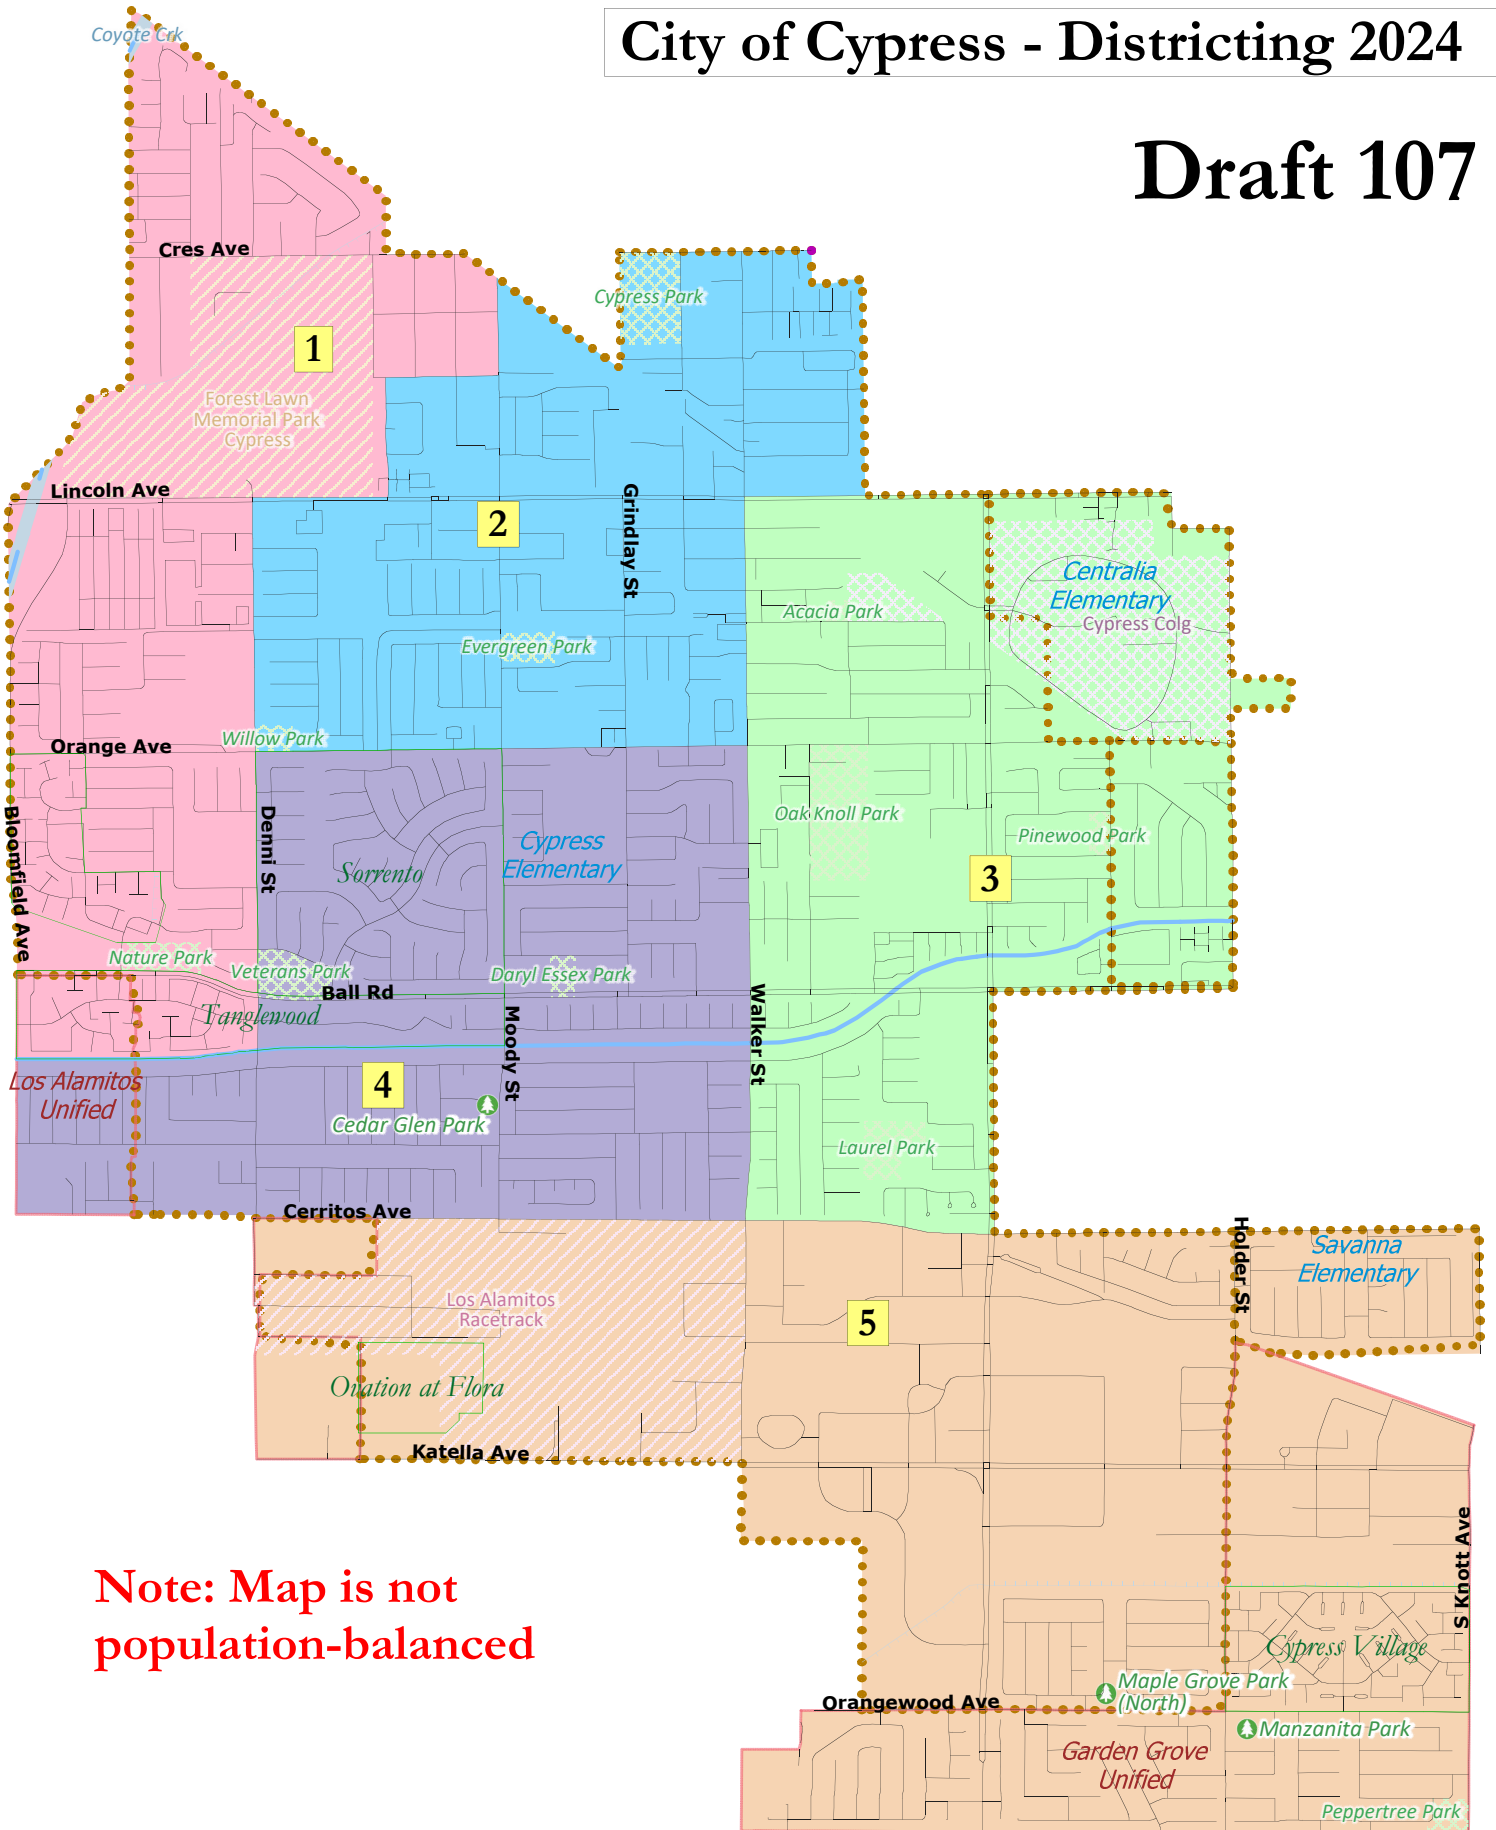 City of Cypress - Districting 2024
Coyote Crk
Draft 107
Cres Ave
Cypress Park
1
Forest Lawn
Memorial Park
Cypress
Lincoln Ave
Grindlay St
2
Centralia
Elementary
Cypress Colg
Acacia Park
Evergreen Park
Willow Park
Orange Ave
Bloomfield Ave
Denni St
Sorrento
Cypress
Elementary
Oak Knoll Park
Pinewood Park
3
Nature Park
Veterans Park
Daryl Essex Park
Ball Rd
Tanglewood
Moody St
Walker St
Los Alamitos
Unified
4
Cedar Glen Park
Laurel Park
Cerritos Ave
Holder St
Savanna
Elementary
Los Alamitos
Racetrack
5
Ovation at Flora
Katella Ave
S Knott Ave
Note: Map is not
population-balanced
Cypress Village
Maple Grove Park
(North)
Orangewood Ave
Manzanita Park
Garden Grove
Unified
Peppertree Park